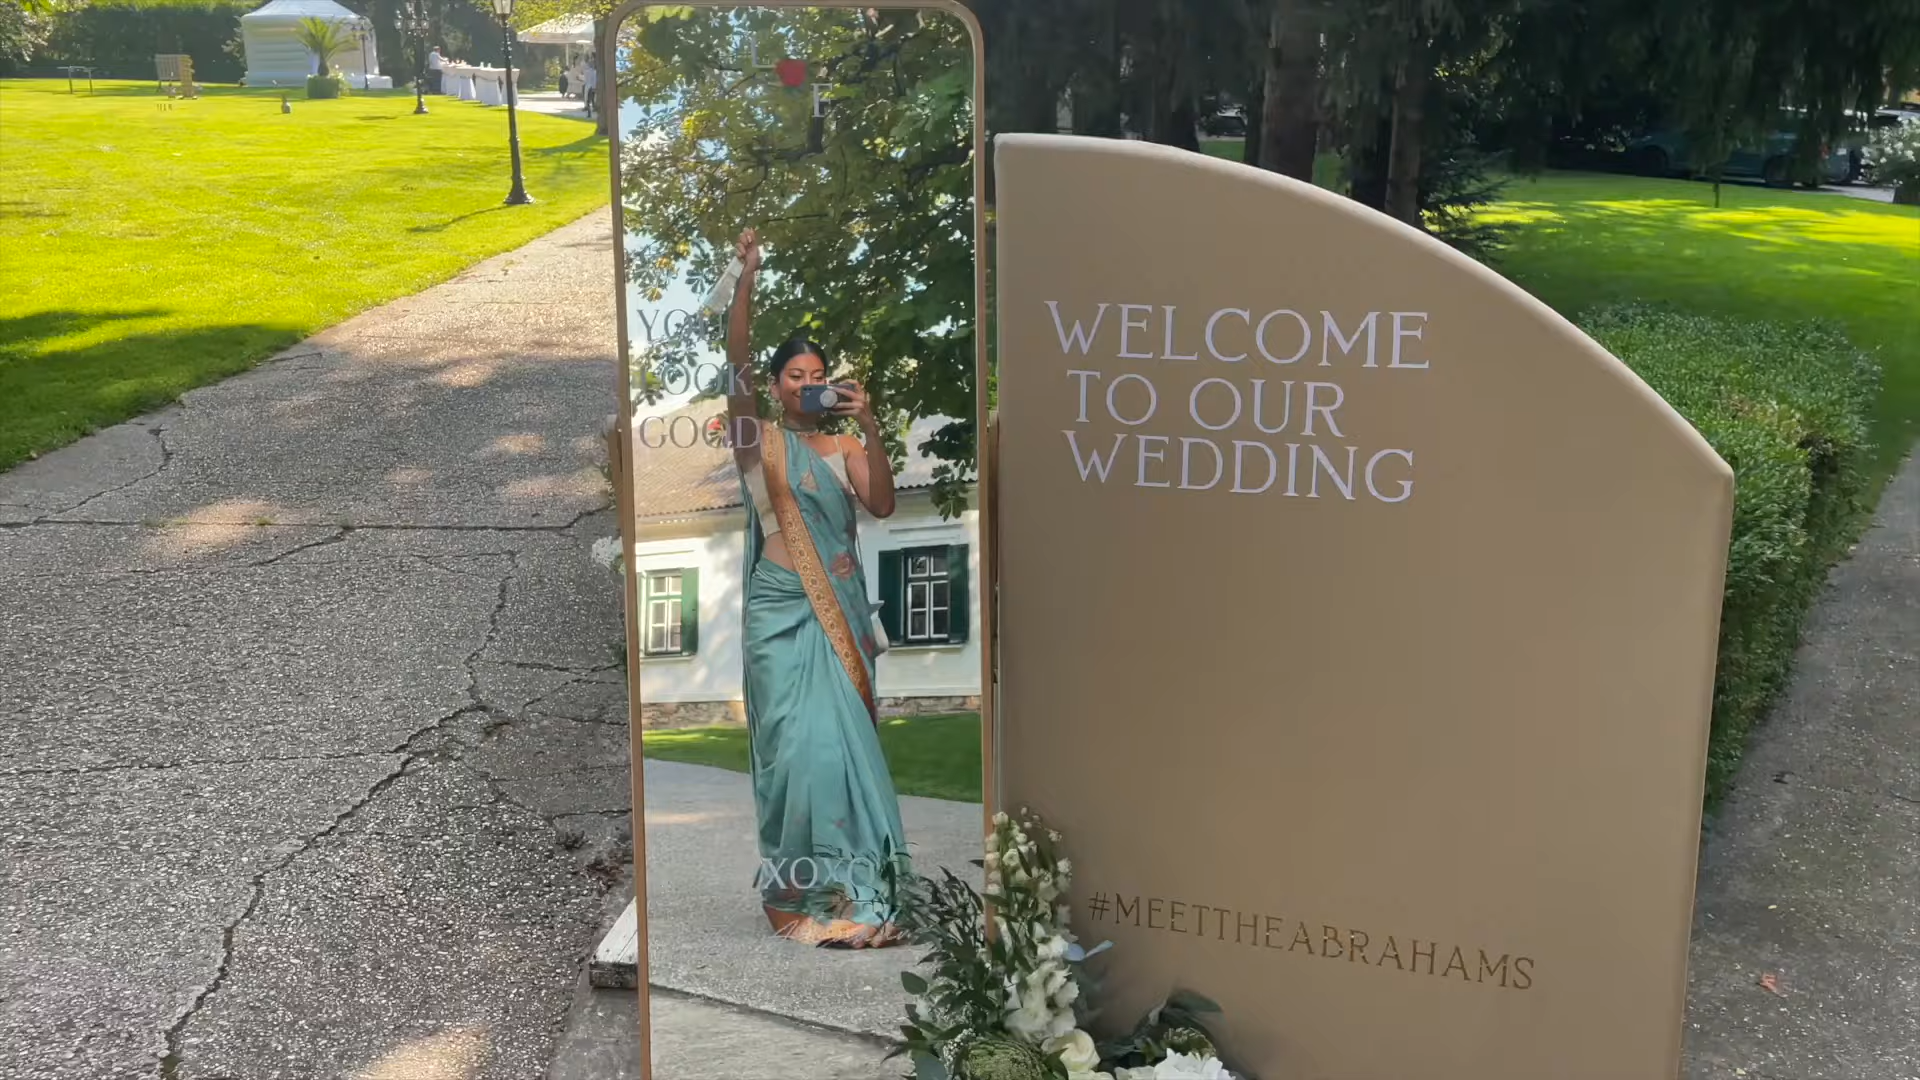 L
E
YOU
LOOK
GOOD
XOXO
WELCOME
TO OUR
WEDDING
#MEETTHEABRAHAMS